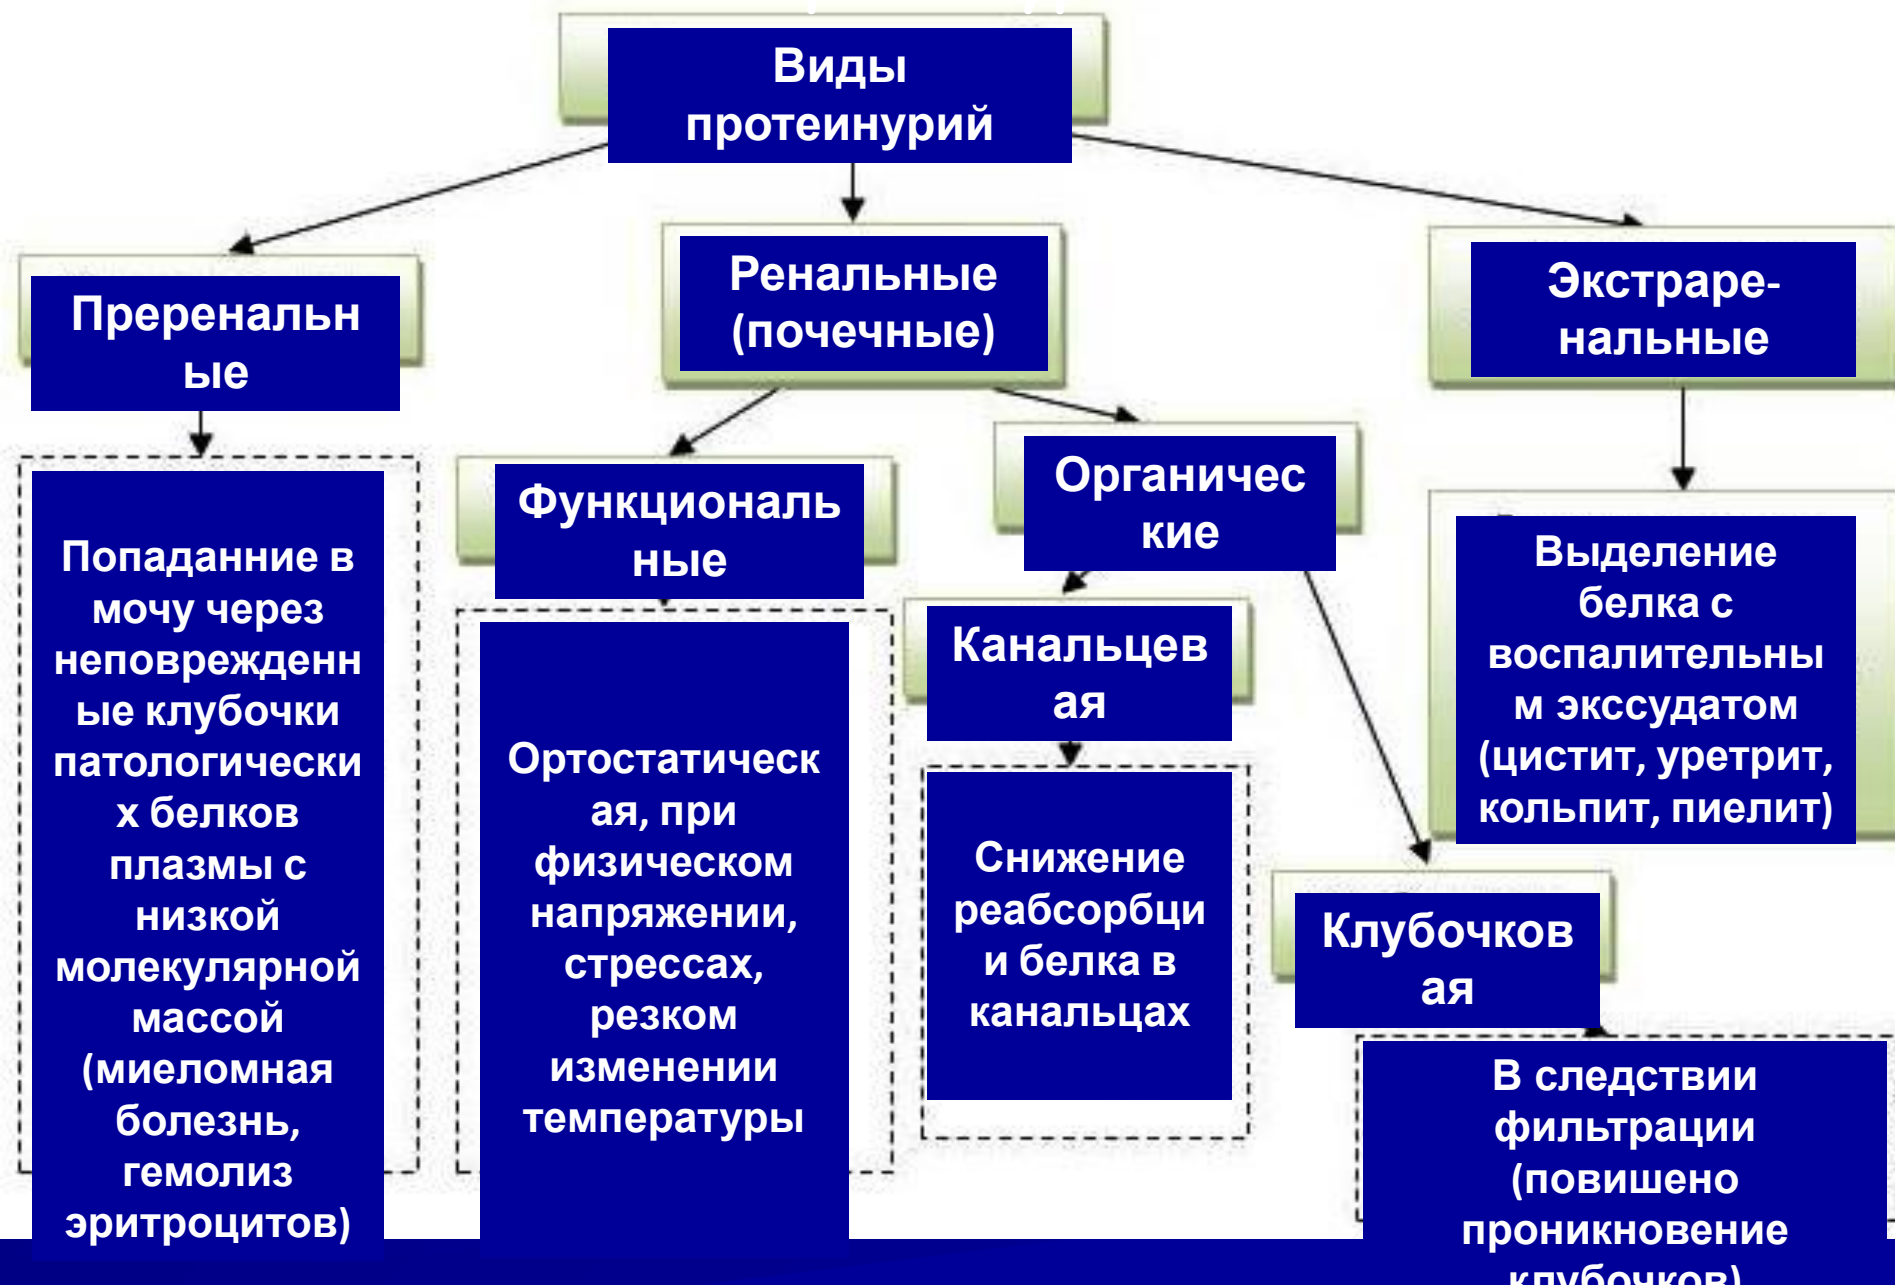 Виды
протеинурий
Преренальн
ые
Ренальные
(почечные)
Экстраре-
нальные
Функциональ
ные
Органичес
кие
Попаданние в
мочу через
неповрежденн
ые клубочки
патологически
х белков
плазмы с
низкой
молекулярной
массой
(миеломная
болезнь,
гемолиз
эритроцитов)
Ортостатическ
ая, при
физическом
напряжении,
стрессах,
резком
изменении
температуры
Канальцев
ая
Снижение
реабсорбци
и белка в
канальцах
Клубочков
ая
В следствии
фильтрации
(повишено
проникновение
клубочков)
Выделение
белка с
воспалительны
м экссудатом
(цистит, уретрит,
кольпит, пиелит)